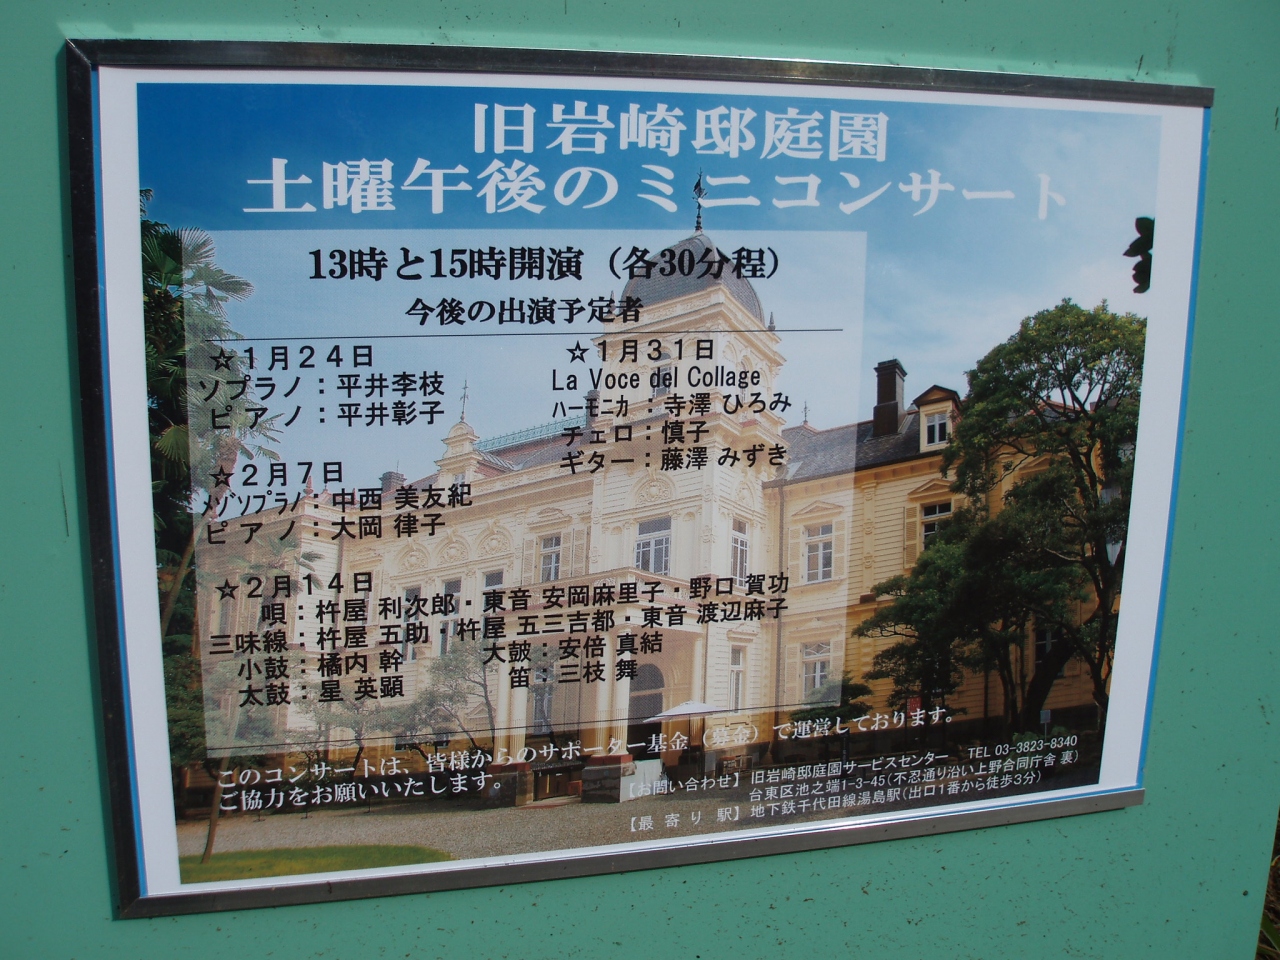 旧岩崎邸庭園
土曜午後のミニコンサート
13時と15時開演（各30分程）
今後の出演予定者
☆1月24日
ソプラノ：平井李枝
ピアノ：平井彰子
☆1月31日
La Voce del Collage
ハーモニカ：寺澤 ひろみ
チェロ：慎子
ギター：藤澤 みずき
☆2月7日
メゾソプラノ：中西 美友紀
ピアノ：大岡 律子
☆2月14日
唄：杵屋 利次郎・東音 安岡麻里子・野口 賀功
三味線：杵屋 五助・杵屋 五三吉都・東音 渡辺麻子
小鼓：橘内 幹 大鼓：安倍 真結
太鼓：星 英顕 笛：三枝 舞
このコンサートは、皆様からのサポーター基金（募金）で運営しております。
ご協力をお願いいたします。
【お問い合わせ】旧岩崎邸庭園サービスセンター TEL 03-3823-8340
台東区池之端1-3-45（不忍通り沿い上野合同庁舎 裏）
【最寄り駅】地下鉄千代田線湯島駅（出口1番から徒歩3分）